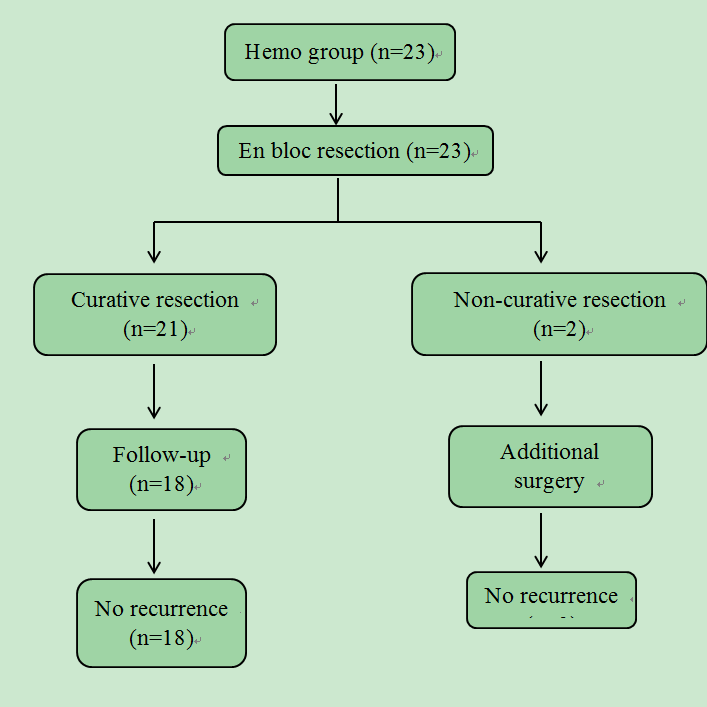 Hemo group (n=23)
En bloc resection (n=23)
Curative resection
(n=21)
Non-curative resection
(n=2)
Follow-up
(n=18)
Additional
surgery
No recurrence
(n=18)
No recurrence